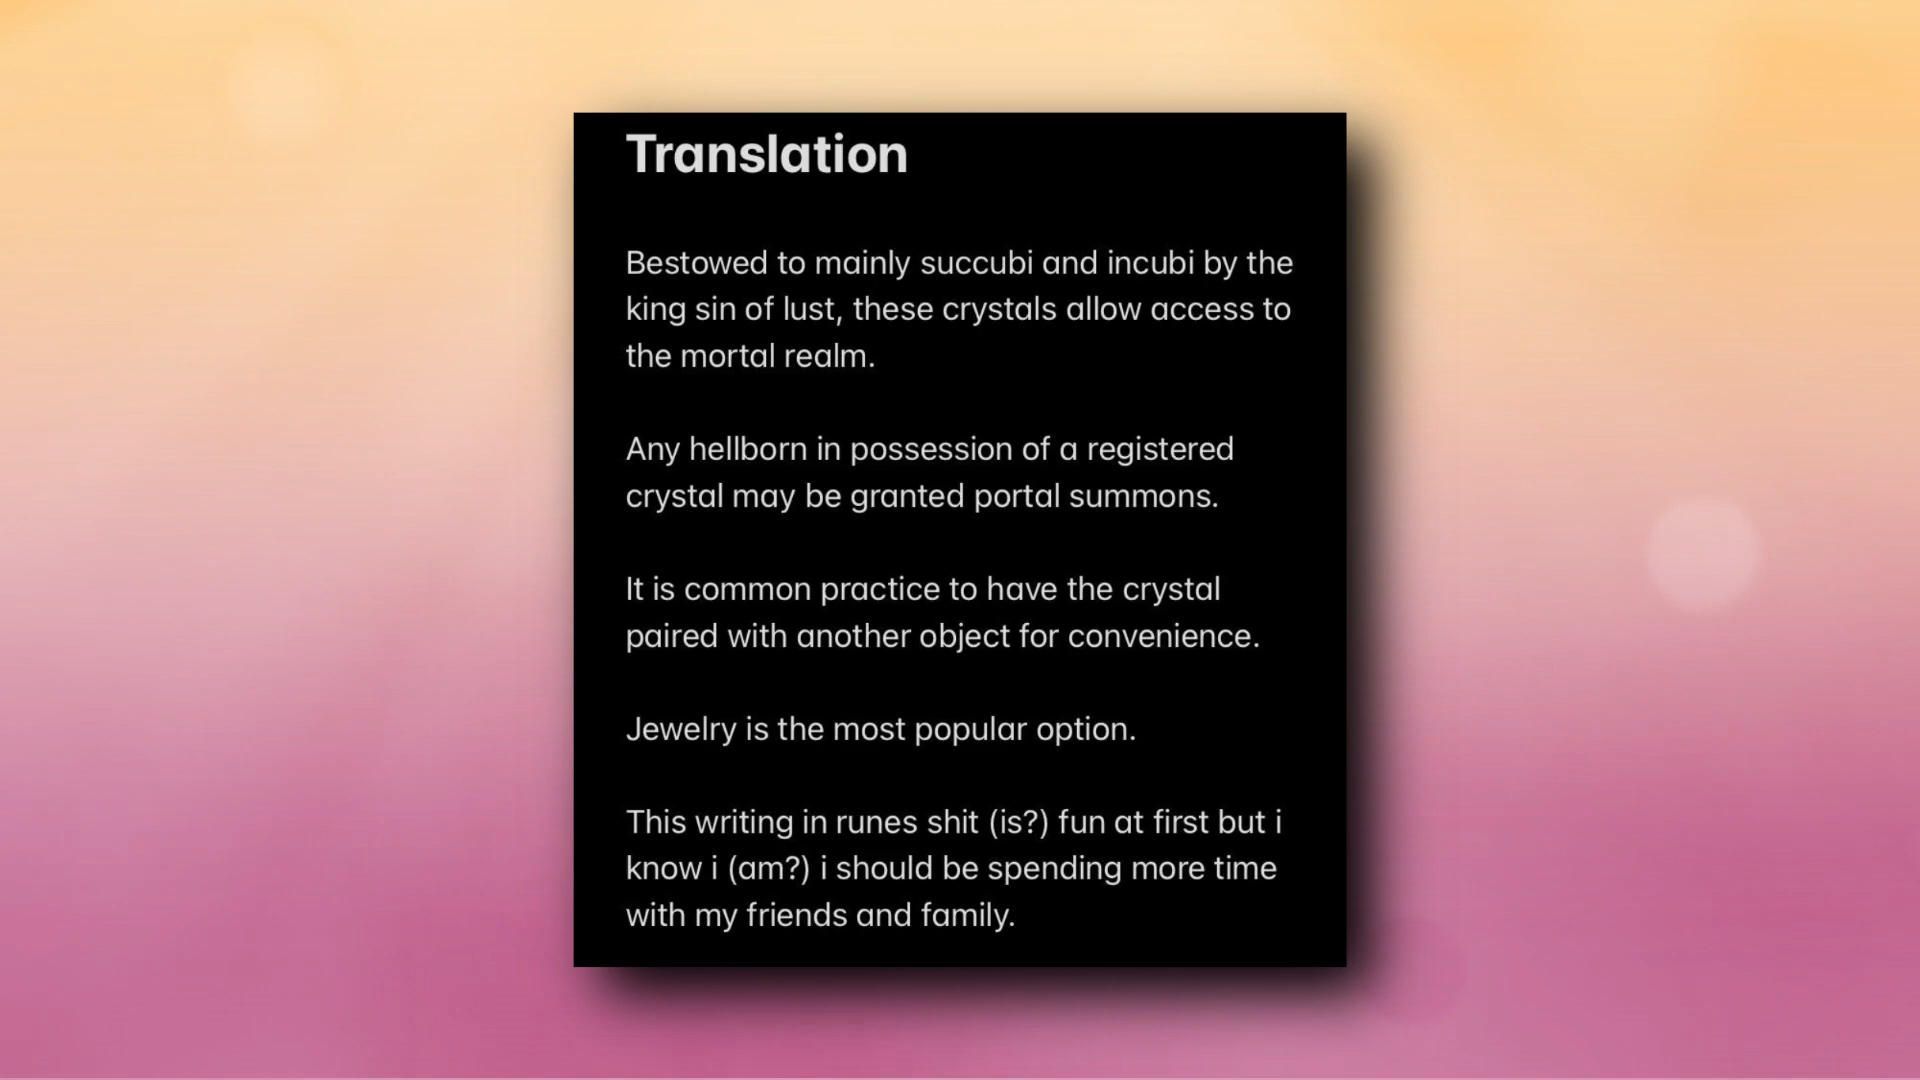 Translation
Bestowed to mainly succubi and incubi by the
king sin of lust, these crystals allow access to
the mortal realm.
Any hellborn in possession of a registered
crystal may be granted portal summons.
It is common practice to have the crystal
paired with another object for convenience.
Jewelry is the most popular option.
This writing in runes shit (is?) fun at first but i
know i (am?) i should be spending more time
with my friends and family.